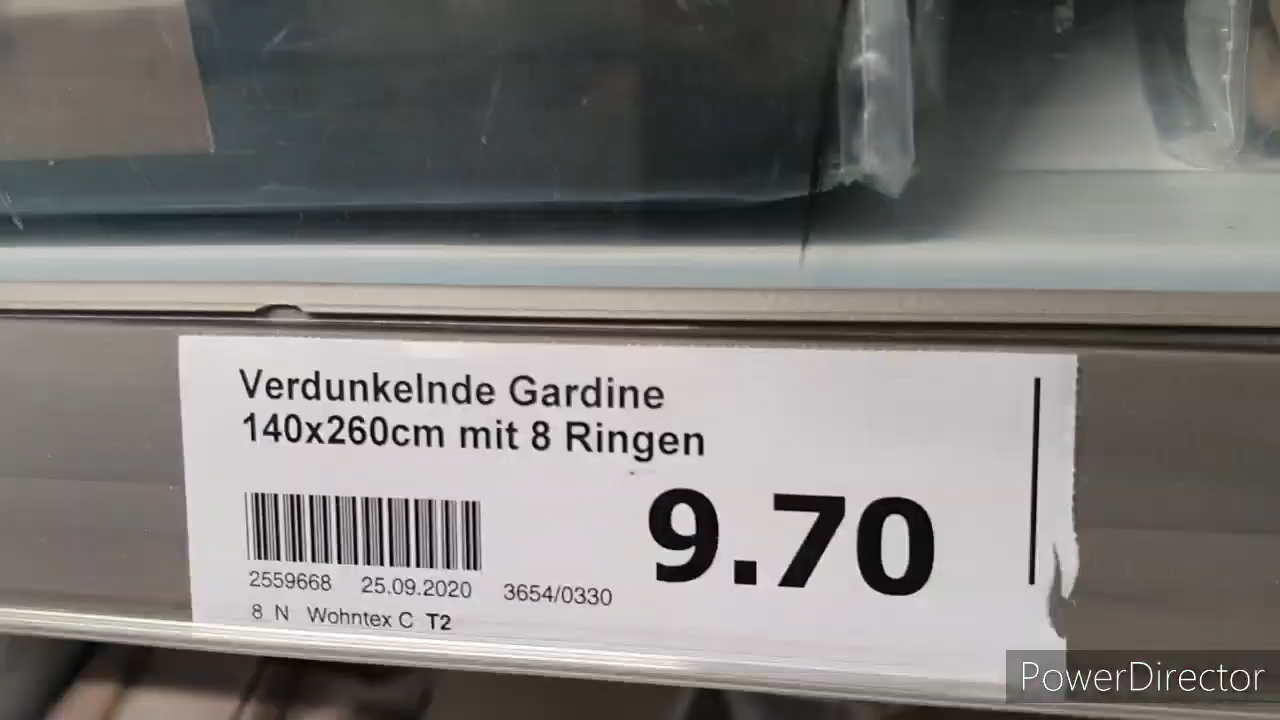 Verdunkelnde Gardine
140x260cm mit 8 Ringen
9.70
2559668 25.09.2020 3654/0330
8 N Wohntex C T2
PowerDirector